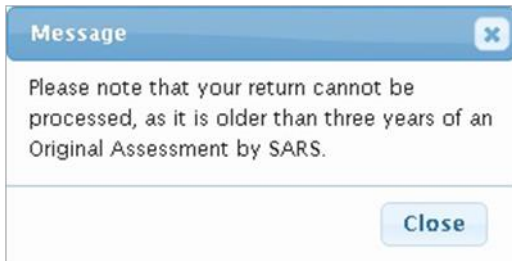 Message
Please note that your return cannot be
processed, as it is older than three years of an
Original Assessment by SARS.
Close